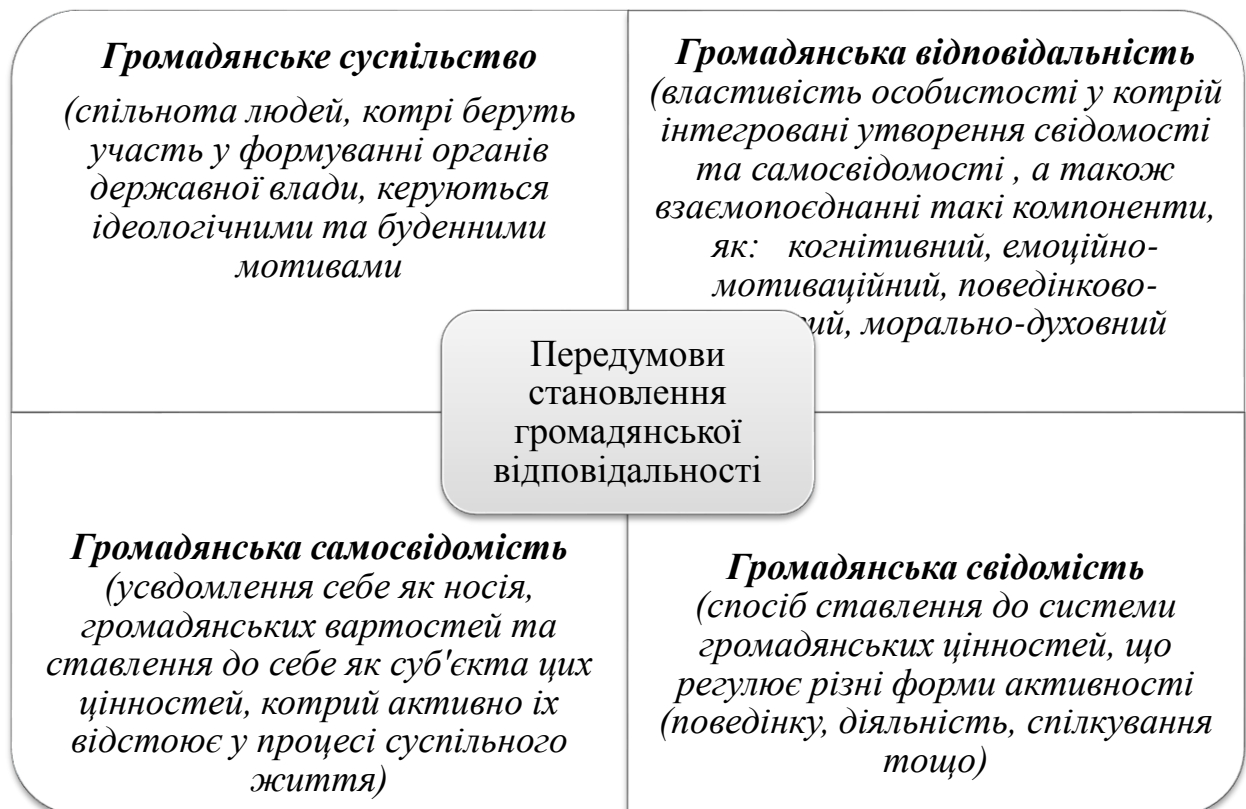 Громадянське суспільство
(спільнота людей, котрі беруть
участь у формуванні органів
державної влади, керуються
ідеологічними та буденними
мотивами
Громадянська відповідальність
(властивість особистості у котрій
інтегровані утворення свідомості
та самосвідомості , а також
взаємопоєднанні такі компоненти,
як: когнітивний, емоційно-
мотиваційний, поведінково-
морально-духовний
Передумови
становлення
громадянської
відповідальності
Громадянська самосвідомість
(усвдомлення себе як носія,
громадянських вартостей та
ставлення до себе як суб'єкта цих
цінностей, котрий активно іх
відстоює у процесі суспільного
життя)
Громадянська свідомість
(спосіб ставлення до системи
громадянських цінностей, що
регулює різні форми активності
(поведінку, діяльність, спілкування
тощо)